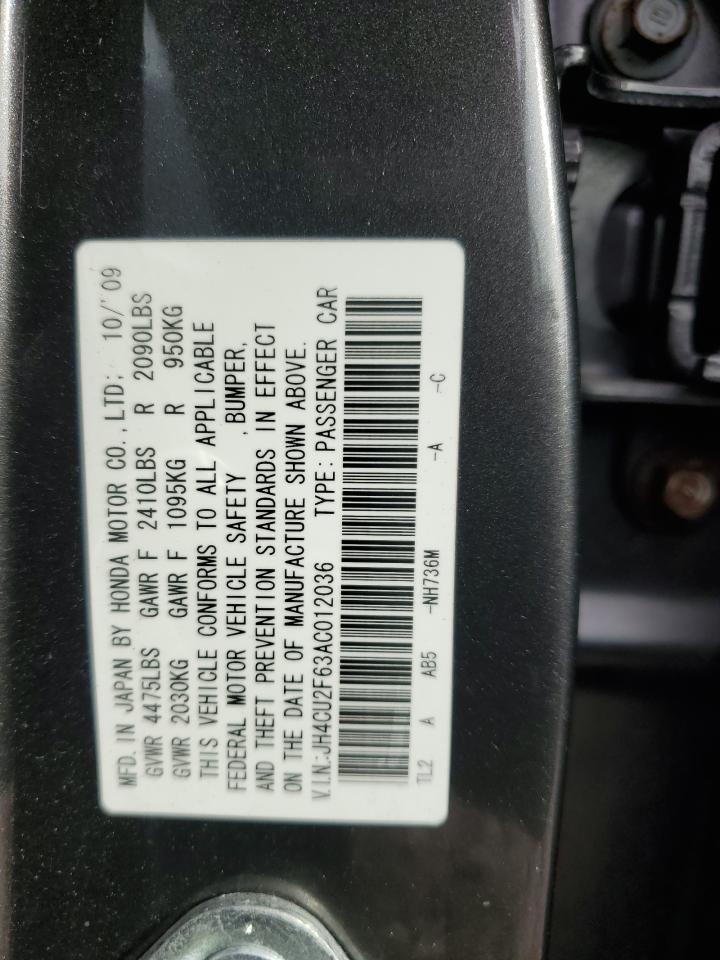 MFD. IN JAPAN BY HONDA MOTOR CO., LTD: 10/'09
GVWR 4475LBS GAWR F 2410LBS R 2090LBS
GVWR 2030KG GAWR F 1095KG R 950KG
THIS VEHICLE CONFORMS TO ALL APPLICABLE
FEDERAL MOTOR VEHICLE SAFETY , BUMPER,
AND THEFT PREVENTION STANDARDS IN EFFECT
ON THE DATE OF MANUFACTURE SHOWN ABOVE.
V.I.N.:JH4CU2F63AC012036 TYPE: PASSENGER CAR
TL2 A AB5 -NH736M -A -C